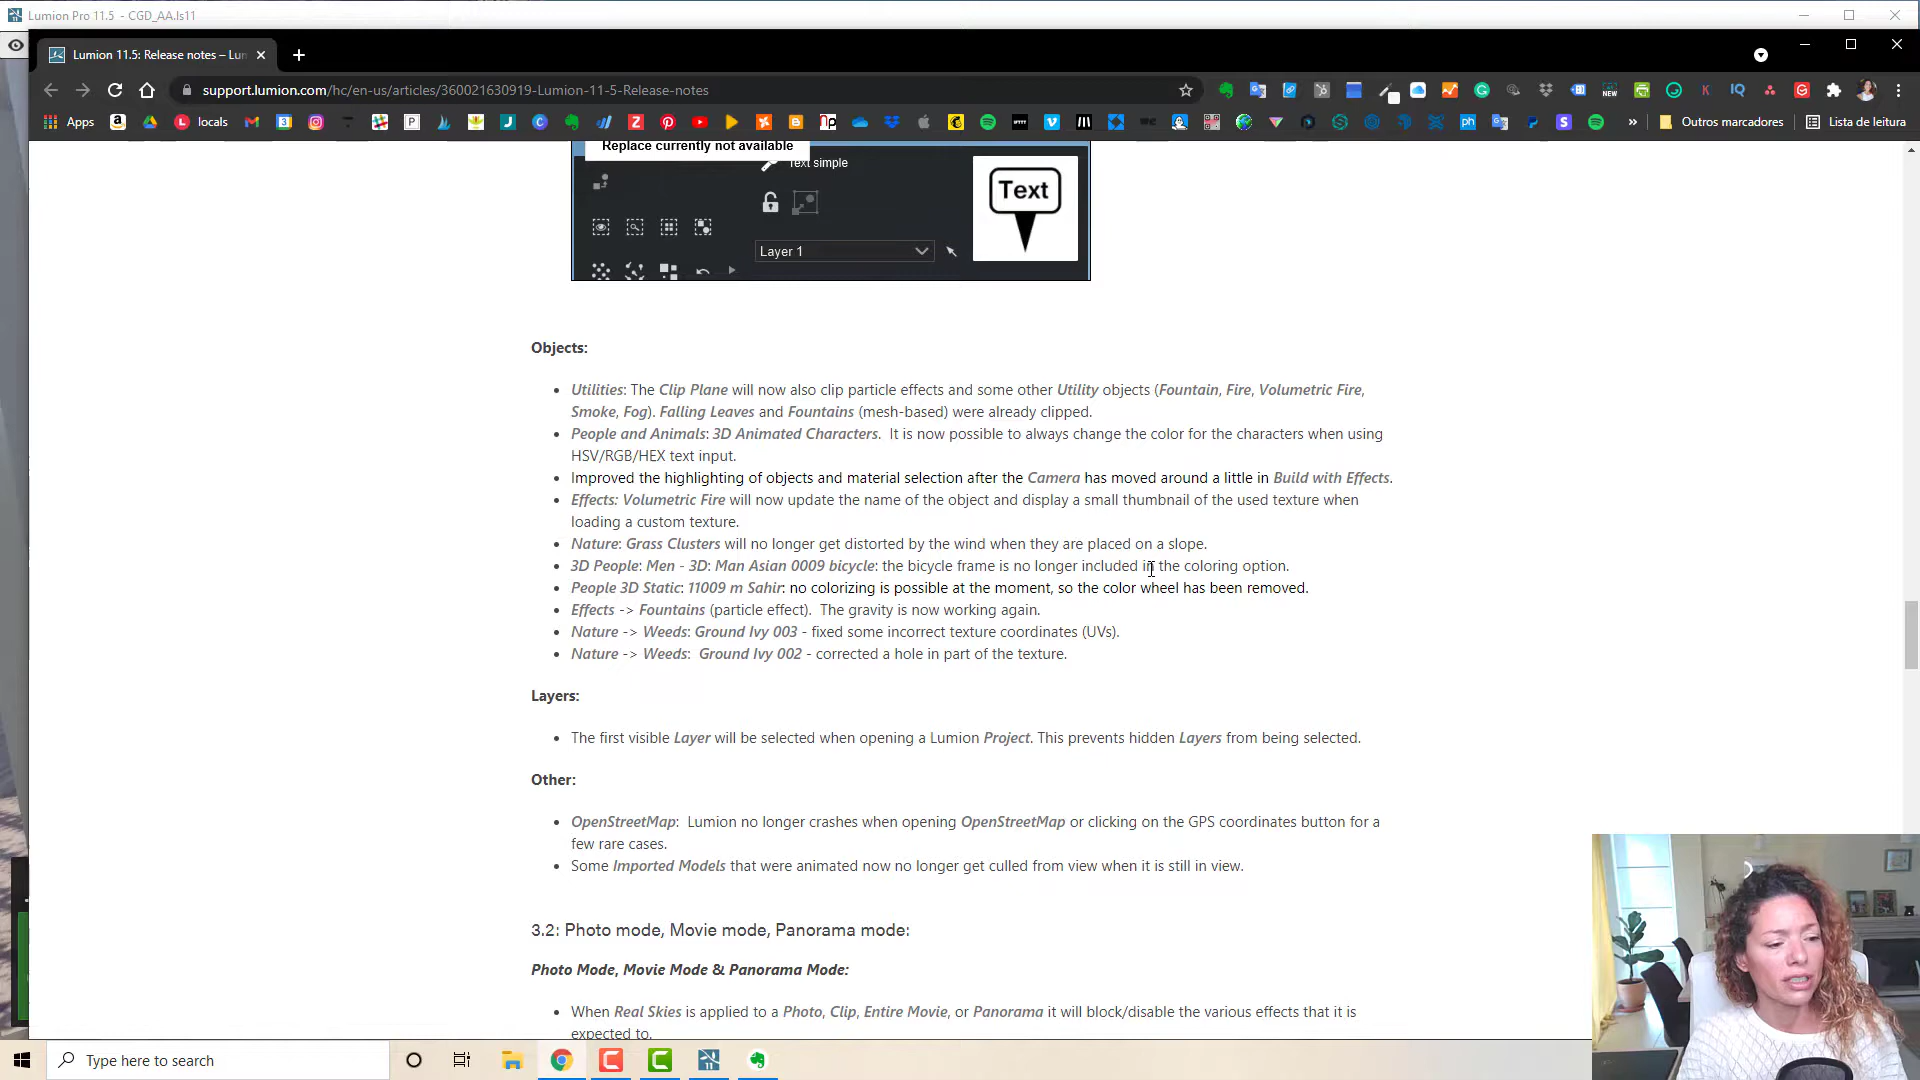 Lumion Pro 11.5 - CGD_AA.ls11
Lumion 11.5: Release notes – Lun
support.lumion.com/hc/en-us/articles/360021630919-Lumion-11-5-Release-notes
Apps
locals
Outros marcadores
Lista de leitura
Replace currently not available
Text simple
Text
Layer 1
Objects:
Utilities: The Clip Plane will now also clip particle effects and some other Utility objects (Fountain, Fire, Volumetric Fire,
Smoke, Fog). Falling Leaves and Fountains (mesh-based) were already clipped.
People and Animals: 3D Animated Characters. It is now possible to always change the color for the characters when using
HSV/RGB/HEX text input.
Improved the highlighting of objects and material selection after the Camera has moved around a little in Build with Effects.
Effects: Volumetric Fire will now update the name of the object and display a small thumbnail of the used texture when
loading a custom texture.
Nature: Grass Clusters will no longer get distorted by the wind when they are placed on a slope.
3D People: Men - 3D: Man Asian 0009 bicycle: the bicycle frame is no longer included in the coloring option.
People 3D Static: 11009 m Sahir: no colorizing is possible at the moment, so the color wheel has been removed.
Effects -> Fountains (particle effect). The gravity is now working again.
Nature -> Weeds: Ground Ivy 003 - fixed some incorrect texture coordinates (UVs).
Nature -> Weeds: Ground Ivy 002 - corrected a hole in part of the texture.
Layers:
The first visible Layer will be selected when opening a Lumion Project. This prevents hidden Layers from being selected.
Other:
OpenStreetMap: Lumion no longer crashes when opening OpenStreetMap or clicking on the GPS coordinates button for a
few rare cases.
Some Imported Models that were animated now no longer get culled from view when it is still in view.
3.2: Photo mode, Movie mode, Panorama mode:
Photo Mode, Movie Mode & Panorama Mode:
When Real Skies is applied to a Photo, Clip, Entire Movie, or Panorama it will block/disable the various effects that it is
expected to.
Type here to search